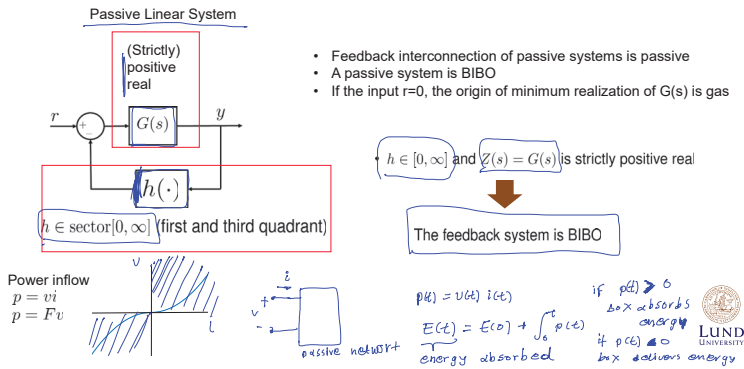 Passive Linear System
(Strictly)
positive
real
r
+
−
G(s)
y
h(·)
h ∈ sector[0, ∞] (first and third quadrant)
• Feedback interconnection of passive systems is passive
• A passive system is BIBO
• If the input r=0, the origin of minimum realization of G(s) is gas
• h ∈ [0, ∞] and Z(s) = G(s) is strictly positive real
The feedback system is BIBO
Power inflow
p = vi
p = Fv
v
i
i
v
+
−
passive network
p(t) = v(t) i(t)
E(t) = E(0) + ∫₀ᵗ p(t)
energy absorbed
if p(t) > 0
box absorbs
energy
if p(t) < 0
box delivers energy
LUND
UNIVERSITY